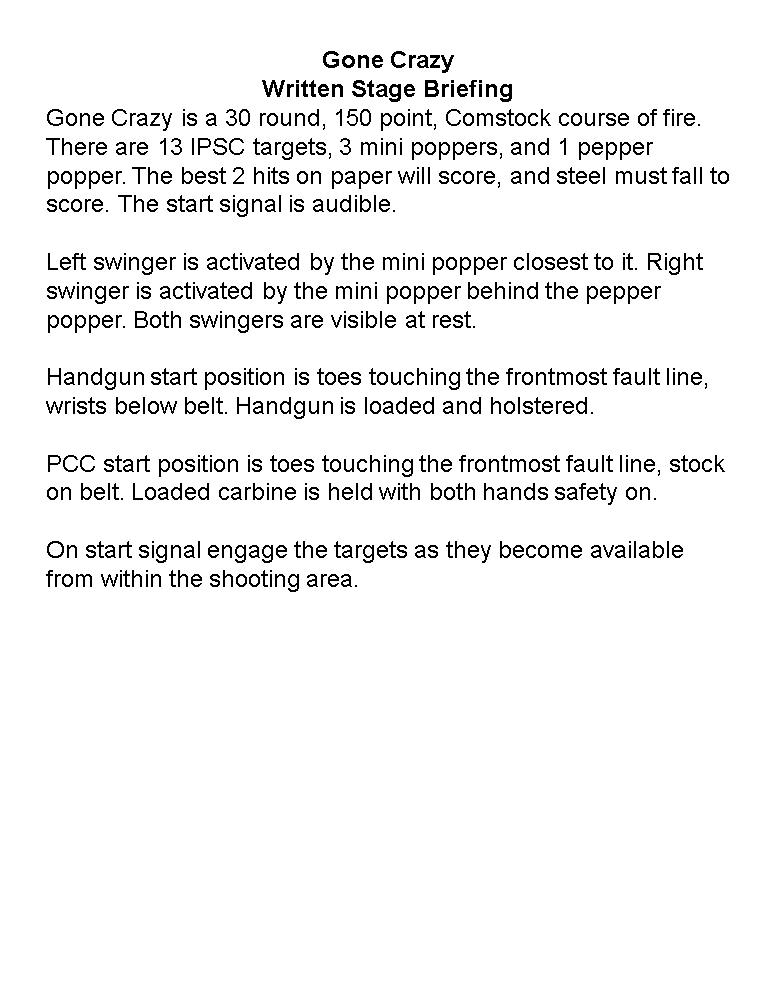 Gone Crazy
Written Stage Briefing
Gone Crazy is a 30 round, 150 point, Comstock course of fire.
There are 13 IPSC targets, 3 mini poppers, and 1 pepper
popper. The best 2 hits on paper will score, and steel must fall to
score. The start signal is audible.
Left swinger is activated by the mini popper closest to it. Right
swinger is activated by the mini popper behind the pepper
popper. Both swingers are visible at rest.
Handgun start position is toes touching the frontmost fault line,
wrists below belt. Handgun is loaded and holstered.
PCC start position is toes touching the frontmost fault line, stock
on belt. Loaded carbine is held with both hands safety on.
On start signal engage the targets as they become available
from within the shooting area.